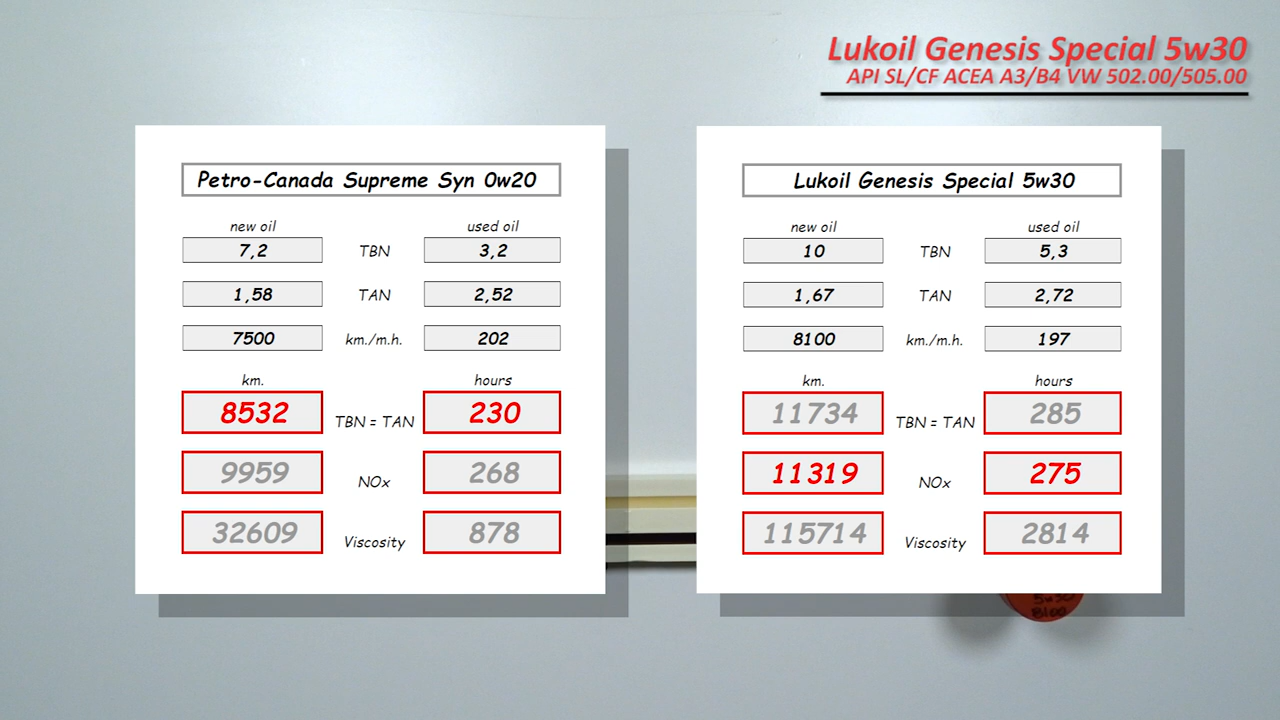 Lukoil Genesis Special 5w30
API SL/CF ACEA A3/B4 VW 502.00/505.00
Petro-Canada Supreme Syn 0w20
new oil used oil
7,2 TBN 3,2
1,58 TAN 2,52
7500 km./m.h. 202
km. hours
8532 TBN = TAN 230
9959 NOx 268
32609 Viscosity 878
Lukoil Genesis Special 5w30
new oil used oil
10 TBN 5,3
1,67 TAN 2,72
8100 km./m.h. 197
km. hours
11734 TBN = TAN 285
11319 NOx 275
115714 Viscosity 2814
5w30
8100